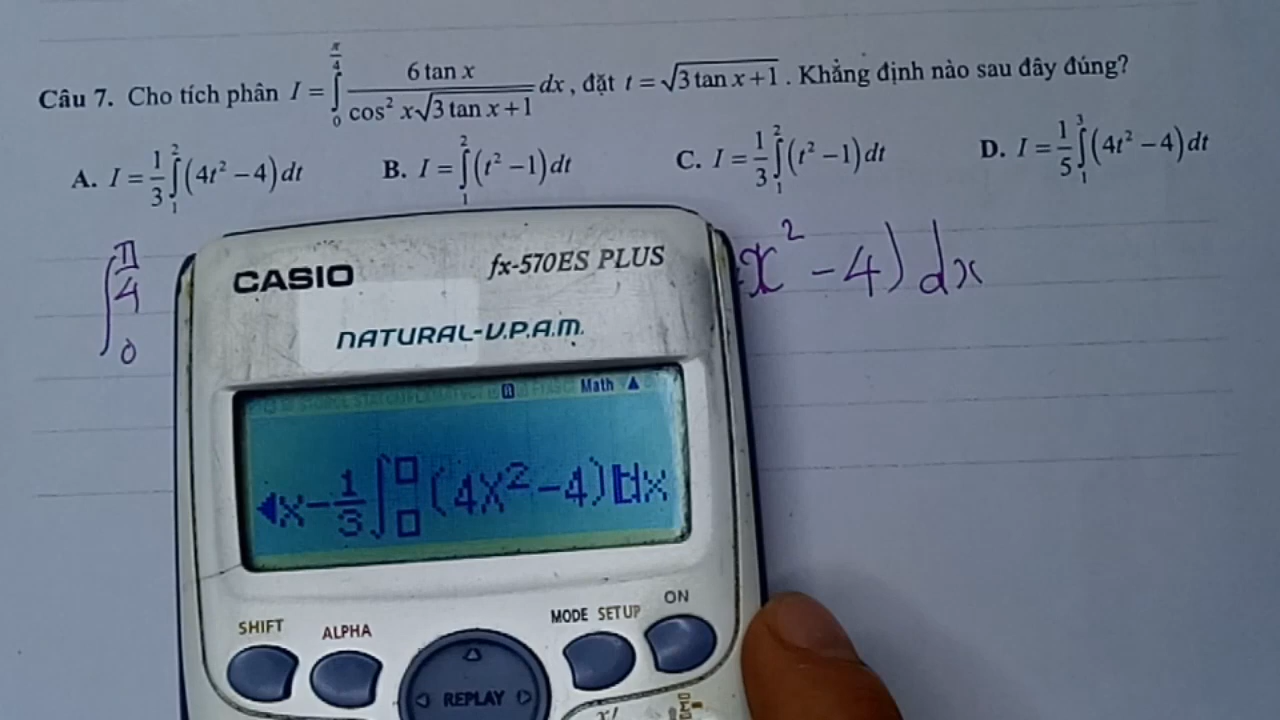 Câu 7. Cho tích phân I = ∫₀^{π/4} 6 tan x / (cos² x√(3 tan x + 1)) dx , đặt t = √(3 tan x + 1) . Khẳng định nào sau đây đúng?
A. I = 1/3 ∫₁² (4t² − 4) dt B. I = ∫₁² (t² − 1) dt C. I = 1/3 ∫₁² (t² − 1) dt D. I = 1/5 ∫₁³ (4t² − 4) dt
∫₀^{π/4} x² − 4) dx
CASIO fx-570ES PLUS
NATURAL-V.P.A.M.
Math ▲
◀x−1/3∫□□(4X²−4)dx
SHIFT ALPHA MODE SETUP ON
REPLAY
x!